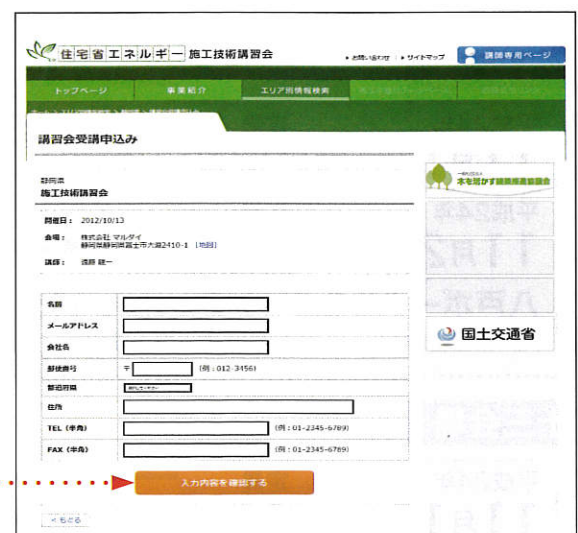 住宅省エネルギー 施工技術講習会
お問い合わせ サイトマップ 講師専用ページ
トップページ 事業紹介 エリア別情報検索
講習会受講申込み
静岡県
施工技術講習会
開催日： 2012/10/13
会場： 株式会社 マルダイ
静岡県静岡県富士市大淵2410-1 [地図]
講師： 遠藤 龍一
名前
メールアドレス
会社名
郵便番号 〒 (例：012-3456)
都道府県
住所
TEL (半角) (例：01-2345-6789)
FAX (半角) (例：01-2345-6789)
入力内容を確認する
< もどる
木を活かす建築推進協議会
国土交通省